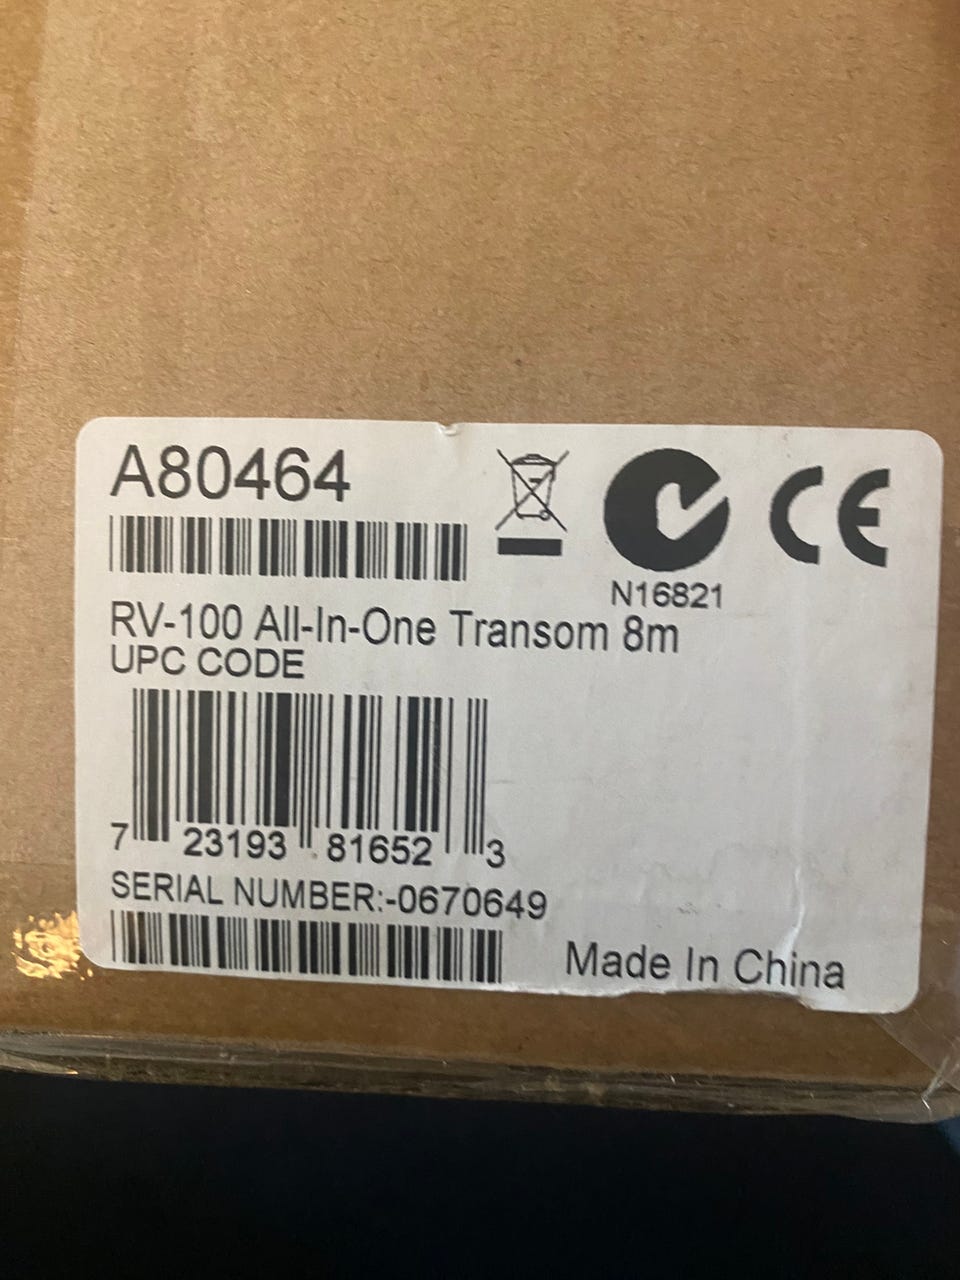 A80464
CE
N16821
RV-100 All-In-One Transom 8m
UPC CODE
7 23193 81652 3
SERIAL NUMBER:-0670649
Made In China